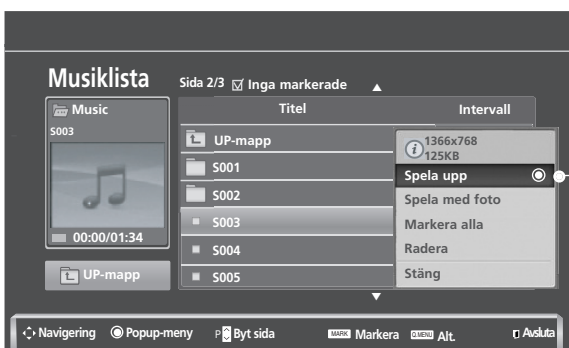 Musiklista
Sida 2/3 ☑ Inga markerade
Music
S003
00:00/01:34
UP-mapp
Titel
Intervall
UP-mapp
S001
S002
S003
S004
S005
1366x768
125KB
Spela upp
Spela med foto
Markera alla
Radera
Stäng
Navigering
Popup-meny
P Byt sida
MARK Markera
Q.MENU Alt.
Avsluta